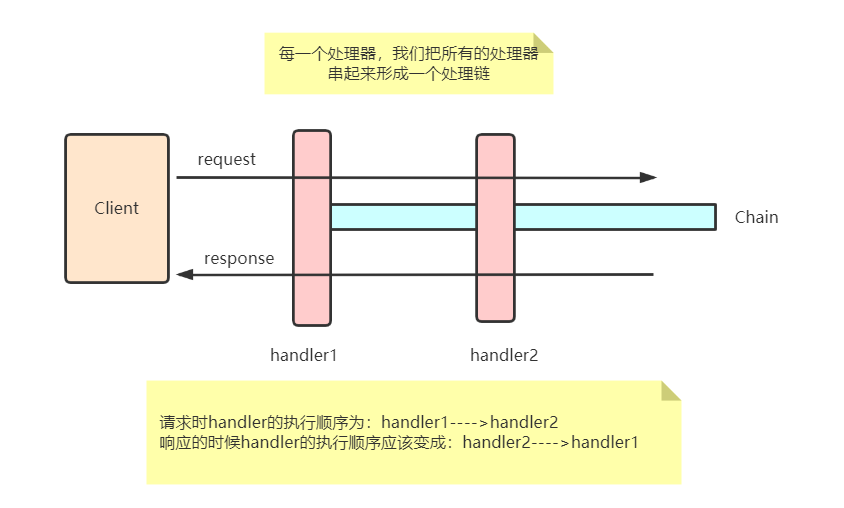 每一个处理器，我们把所有的处理器
串起来形成一个处理链
request
Client
Chain
response
handler1
handler2
请求时handler的执行顺序为：handler1---->handler2
响应的时候handler的执行顺序应该变成：handler2---->handler1